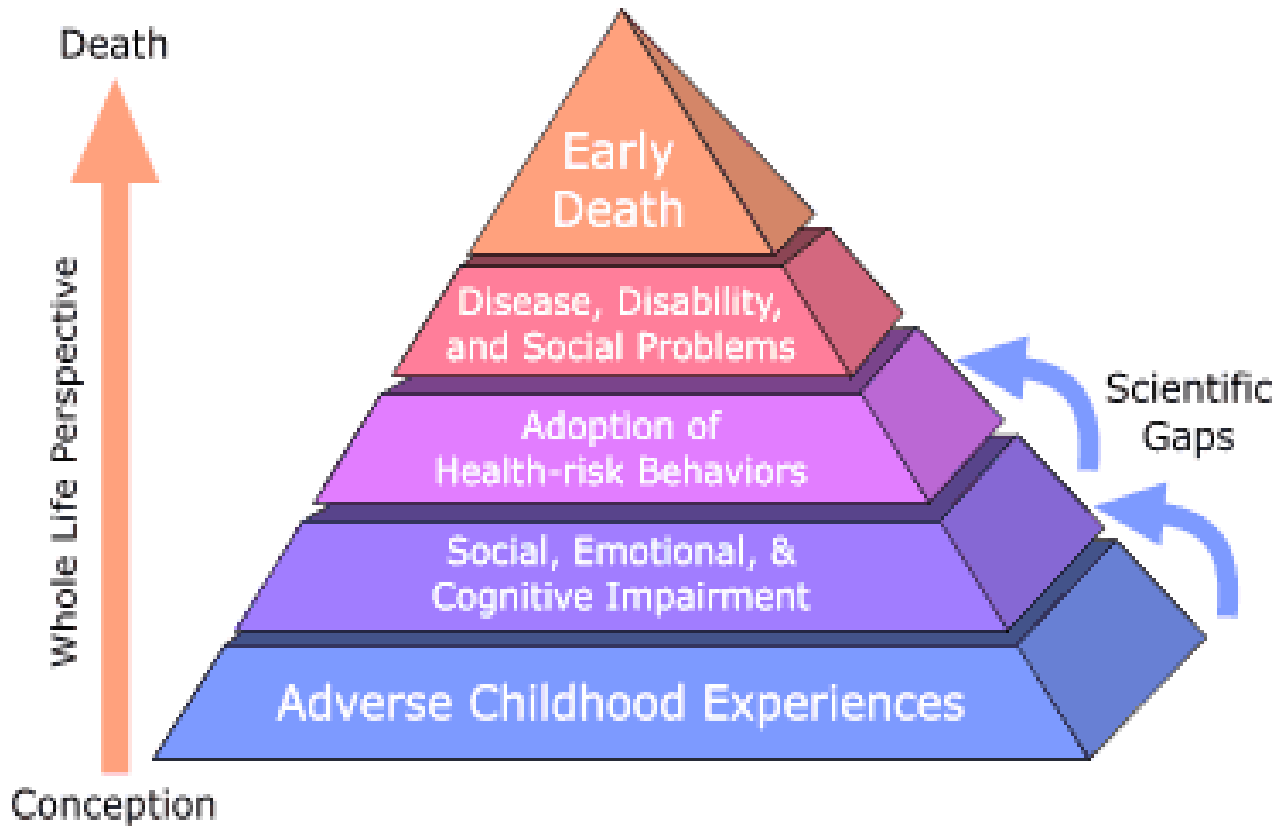 Death
Whole Life Perspective
Conception
Early
Death
Disease, Disability,
and Social Problems
Adoption of
Health-risk Behaviors
Social, Emotional, &
Cognitive Impairment
Adverse Childhood Experiences
Scientific
Gaps